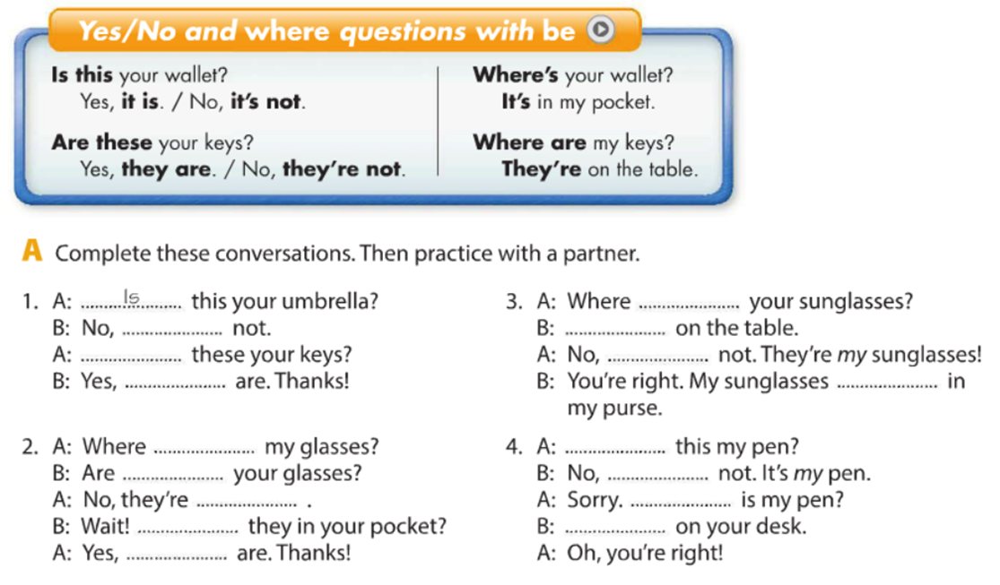 Yes/No and where questions with be
Is this your wallet?
Yes, it is. / No, it's not.
Are these your keys?
Yes, they are. / No, they're not.
Where's your wallet?
It's in my pocket.
Where are my keys?
They're on the table.
A Complete these conversations. Then practice with a partner.
1. A: ..........Is.......... this your umbrella?
B: No, ...................... not.
A: ...................... these your keys?
B: Yes, ...................... are. Thanks!
2. A: Where ...................... my glasses?
B: Are ...................... your glasses?
A: No, they're ...................... .
B: Wait! ...................... they in your pocket?
A: Yes, ...................... are. Thanks!
3. A: Where ...................... your sunglasses?
B: ...................... on the table.
A: No, ...................... not. They're my sunglasses!
B: You're right. My sunglasses ...................... in
my purse.
4. A: ...................... this my pen?
B: No, ...................... not. It's my pen.
A: Sorry. ...................... is my pen?
B: ...................... on your desk.
A: Oh, you're right!